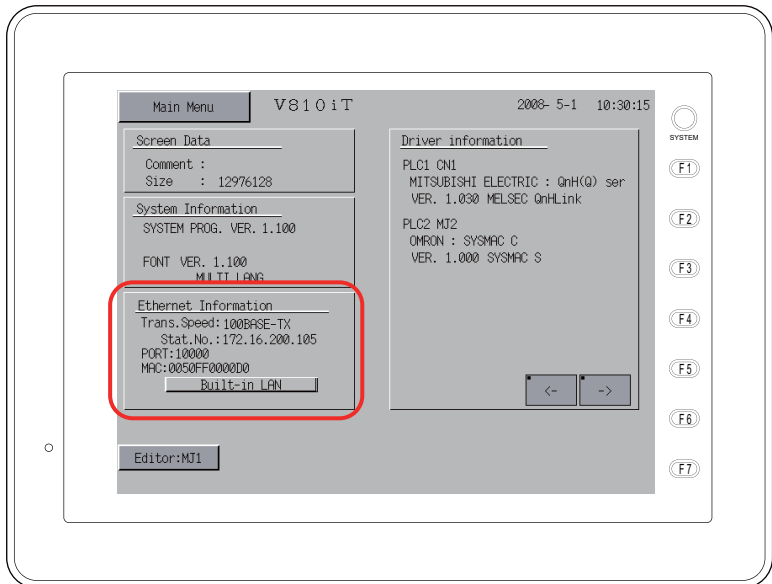 Main Menu
V810iT
2008- 5-1 10:30:15
SYSTEM
Screen Data
Comment :
Size : 12976128
System Information
SYSTEM PROG. VER. 1.100
FONT VER. 1.100
MULTI LANG
Ethernet Information
Trans.Speed:100BASE-TX
Stat.No.:172.16.200.105
PORT:10000
MAC:0050FF0000D0
Built-in LAN
Editor:MJ1
Driver information
PLC1 CN1
MITSUBISHI ELECTRIC : QnH(Q) ser
VER. 1.030 MELSEC QnHLink
PLC2 MJ2
OMRON : SYSMAC C
VER. 1.000 SYSMAC S
<- ->
F1
F2
F3
F4
F5
F6
F7